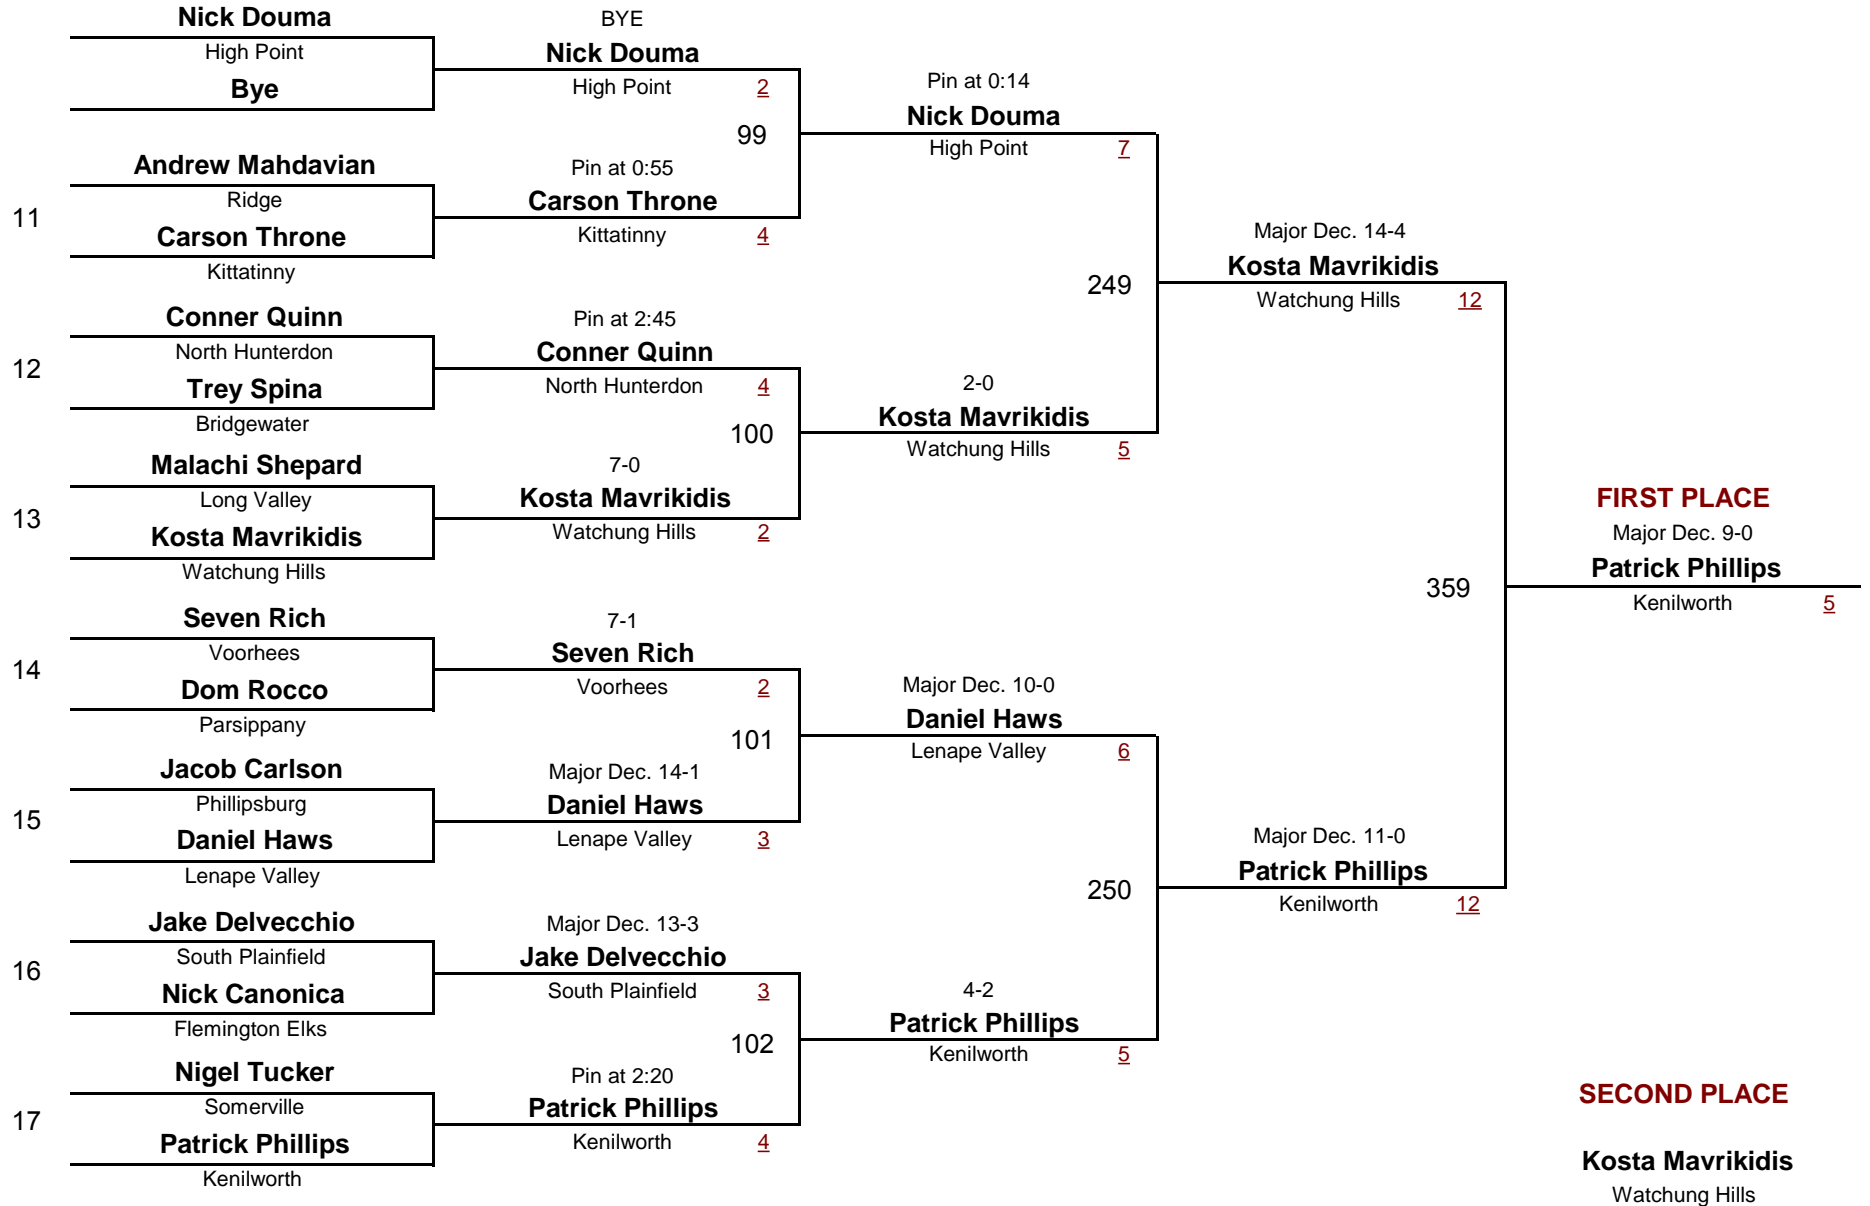 Nick Douma
High Point
Bye
11
Andrew Mahdavian
Ridge
Carson Throne
Kittatinny
12
Conner Quinn
North Hunterdon
Trey Spina
Bridgewater
13
Malachi Shepard
Long Valley
Kosta Mavrikidis
Watchung Hills
14
Seven Rich
Voorhees
Dom Rocco
Parsippany
15
Jacob Carlson
Phillipsburg
Daniel Haws
Lenape Valley
16
Jake Delvecchio
South Plainfield
Nick Canonica
Flemington Elks
17
Nigel Tucker
Somerville
Patrick Phillips
Kenilworth
BYE
Nick Douma
High Point 2
99
Pin at 0:55
Carson Throne
Kittatinny 4
Pin at 2:45
Conner Quinn
North Hunterdon 4
100
7-0
Kosta Mavrikidis
Watchung Hills 2
7-1
Seven Rich
Voorhees 2
101
Major Dec. 14-1
Daniel Haws
Lenape Valley 3
Major Dec. 13-3
Jake Delvecchio
South Plainfield 3
102
Pin at 2:20
Patrick Phillips
Kenilworth 4
Pin at 0:14
Nick Douma
High Point 7
249
2-0
Kosta Mavrikidis
Watchung Hills 5
Major Dec. 10-0
Daniel Haws
Lenape Valley 6
250
4-2
Patrick Phillips
Kenilworth 5
Major Dec. 14-4
Kosta Mavrikidis
Watchung Hills 12
359
Major Dec. 11-0
Patrick Phillips
Kenilworth 12
FIRST PLACE
Major Dec. 9-0
Patrick Phillips
Kenilworth 5
SECOND PLACE
Kosta Mavrikidis
Watchung Hills